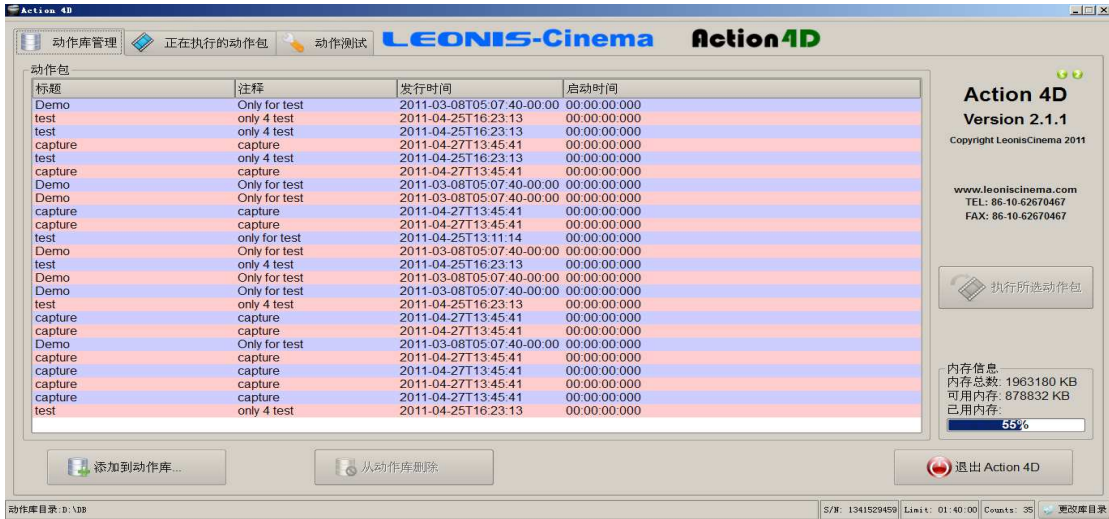 Action 4D
动作库管理 正在执行的动作包 动作测试 LEONIS-Cinema Action4D
动作包
标题 注释 发行时间 启动时间
Demo Only for test 2011-03-08T05:07:40-00:00 00:00:00:000
test only 4 test 2011-04-25T16:23:13 00:00:00:000
test only 4 test 2011-04-25T16:23:13 00:00:00:000
capture capture 2011-04-27T13:45:41 00:00:00:000
test only 4 test 2011-04-25T16:23:13 00:00:00:000
capture capture 2011-04-27T13:45:41 00:00:00:000
Demo Only for test 2011-03-08T05:07:40-00:00 00:00:00:000
Demo Only for test 2011-03-08T05:07:40-00:00 00:00:00:000
capture capture 2011-04-27T13:45:41 00:00:00:000
capture capture 2011-04-27T13:45:41 00:00:00:000
test only for test 2011-04-25T13:11:14 00:00:00:000
Demo Only for test 2011-03-08T05:07:40-00:00 00:00:00:000
test only 4 test 2011-04-25T16:23:13 00:00:00:000
Demo Only for test 2011-03-08T05:07:40-00:00 00:00:00:000
Demo Only for test 2011-03-08T05:07:40-00:00 00:00:00:000
test only 4 test 2011-04-25T16:23:13 00:00:00:000
capture capture 2011-04-27T13:45:41 00:00:00:000
capture capture 2011-04-27T13:45:41 00:00:00:000
Demo Only for test 2011-03-08T05:07:40-00:00 00:00:00:000
capture capture 2011-04-27T13:45:41 00:00:00:000
capture capture 2011-04-27T13:45:41 00:00:00:000
capture capture 2011-04-27T13:45:41 00:00:00:000
capture capture 2011-04-27T13:45:41 00:00:00:000
test only 4 test 2011-04-25T16:23:13 00:00:00:000
Action 4D
Version 2.1.1
Copyright LeonisCinema 2011
www.leoniscinema.com
TEL: 86-10-62670467
FAX: 86-10-62670467
执行所选动作包
内存信息
内存总数: 1963180 KB
可用内存: 878832 KB
已用内存:
55%
添加到动作库... 从动作库删除 退出 Action 4D
动作库目录:D:\DB S/N: 1341529459 Limit: 01:40:00 Counts: 35 更改库目录